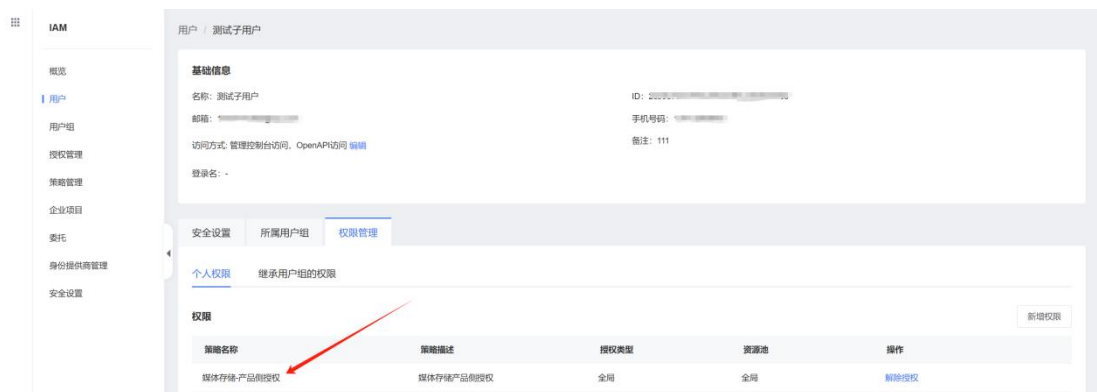 IAM
用户 / 测试子用户
概览
用户
用户组
授权管理
策略管理
企业项目
委托
身份提供商管理
安全设置
基础信息
名称: 测试子用户
ID:
邮箱:
手机号码:
访问方式: 管理控制台访问、OpenAPI访问 编辑
备注: 111
登录名: -
安全设置 所属用户组 权限管理
个人权限 继承用户组的权限
权限
新增权限
策略名称 策略描述 授权类型 资源池 操作
媒体存储-产品侧授权 媒体存储产品侧授权 全局 全局 解除授权